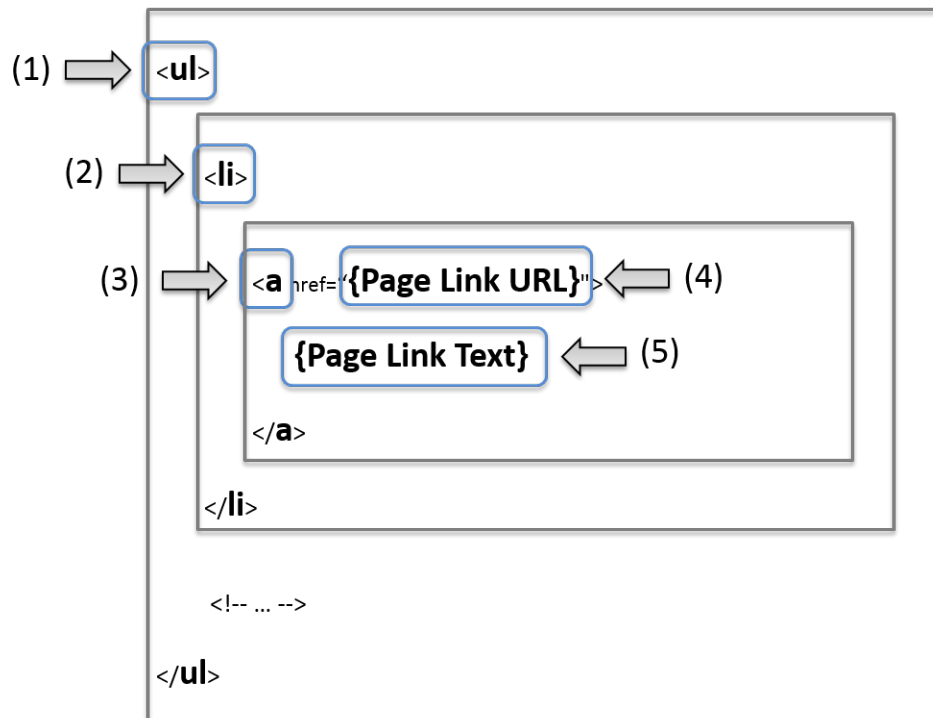 (1) <ul>
(2) <li>
(3) <a href="{Page Link URL}"> (4)
{Page Link Text} (5)
</a>
</li>
<!-- ... -->
</ul>